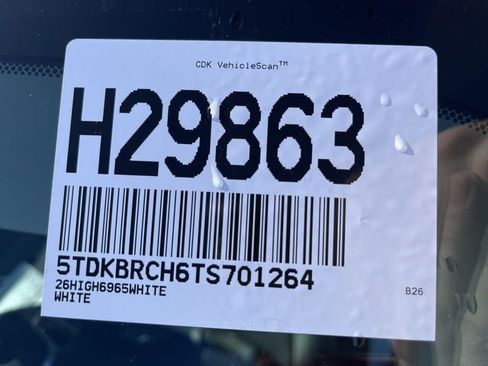 CDK VehicleScan™
H29863
5TDKBRCH6TS701264
26HIGH6965WHITE
WHITE
B26